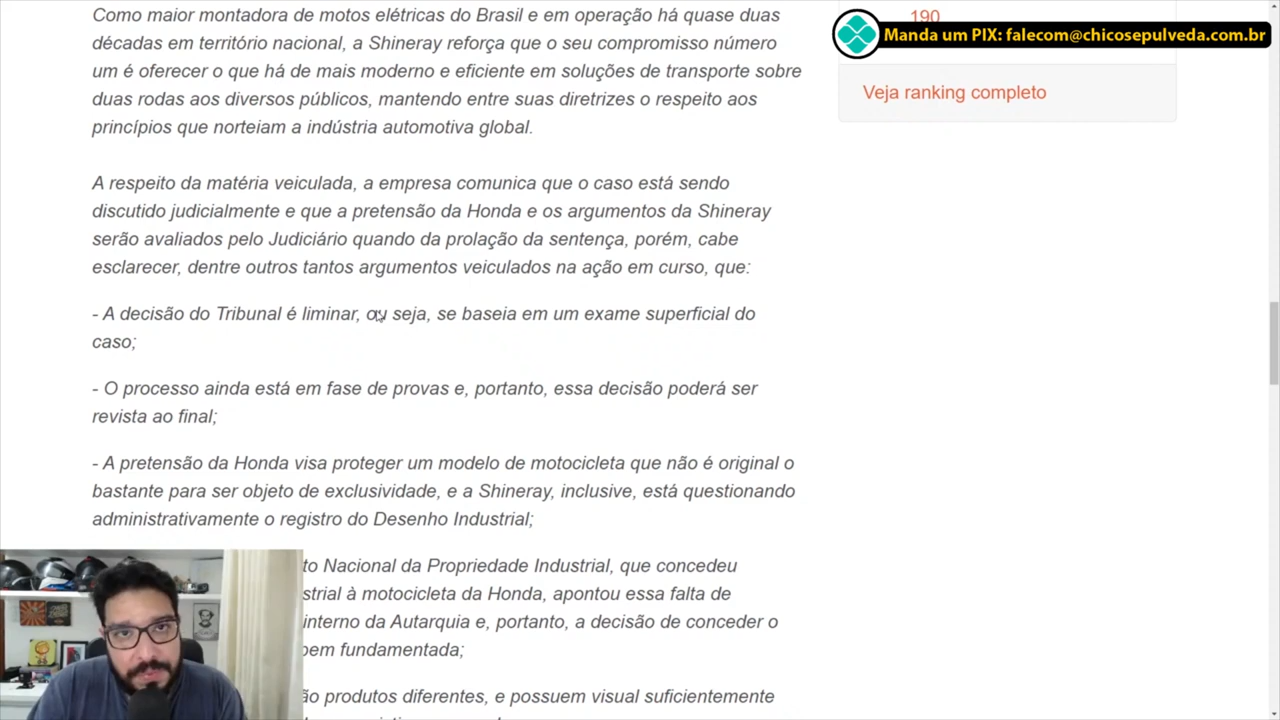 Como maior montadora de motos elétricas do Brasil e em operação há quase duas
décadas em território nacional, a Shineray reforça que o seu compromisso número
um é oferecer o que há de mais moderno e eficiente em soluções de transporte sobre
duas rodas aos diversos públicos, mantendo entre suas diretrizes o respeito aos
princípios que norteiam a indústria automotiva global.
A respeito da matéria veiculada, a empresa comunica que o caso está sendo
discutido judicialmente e que a pretensão da Honda e os argumentos da Shineray
serão avaliados pelo Judiciário quando da prolação da sentença, porém, cabe
esclarecer, dentre outros tantos argumentos veiculados na ação em curso, que:
- A decisão do Tribunal é liminar, ou seja, se baseia em um exame superficial do
caso;
- O processo ainda está em fase de provas e, portanto, essa decisão poderá ser
revista ao final;
- A pretensão da Honda visa proteger um modelo de motocicleta que não é original o
bastante para ser objeto de exclusividade, e a Shineray, inclusive, está questionando
administrativamente o registro do Desenho Industrial;
to Nacional da Propriedade Industrial, que concedeu
strial à motocicleta da Honda, apontou essa falta de
interno da Autarquia e, portanto, a decisão de conceder o
bem fundamentada;
ão produtos diferentes, e possuem visual suficientemente
190
Manda um PIX: falecom@chicosepulveda.com.br
Veja ranking completo